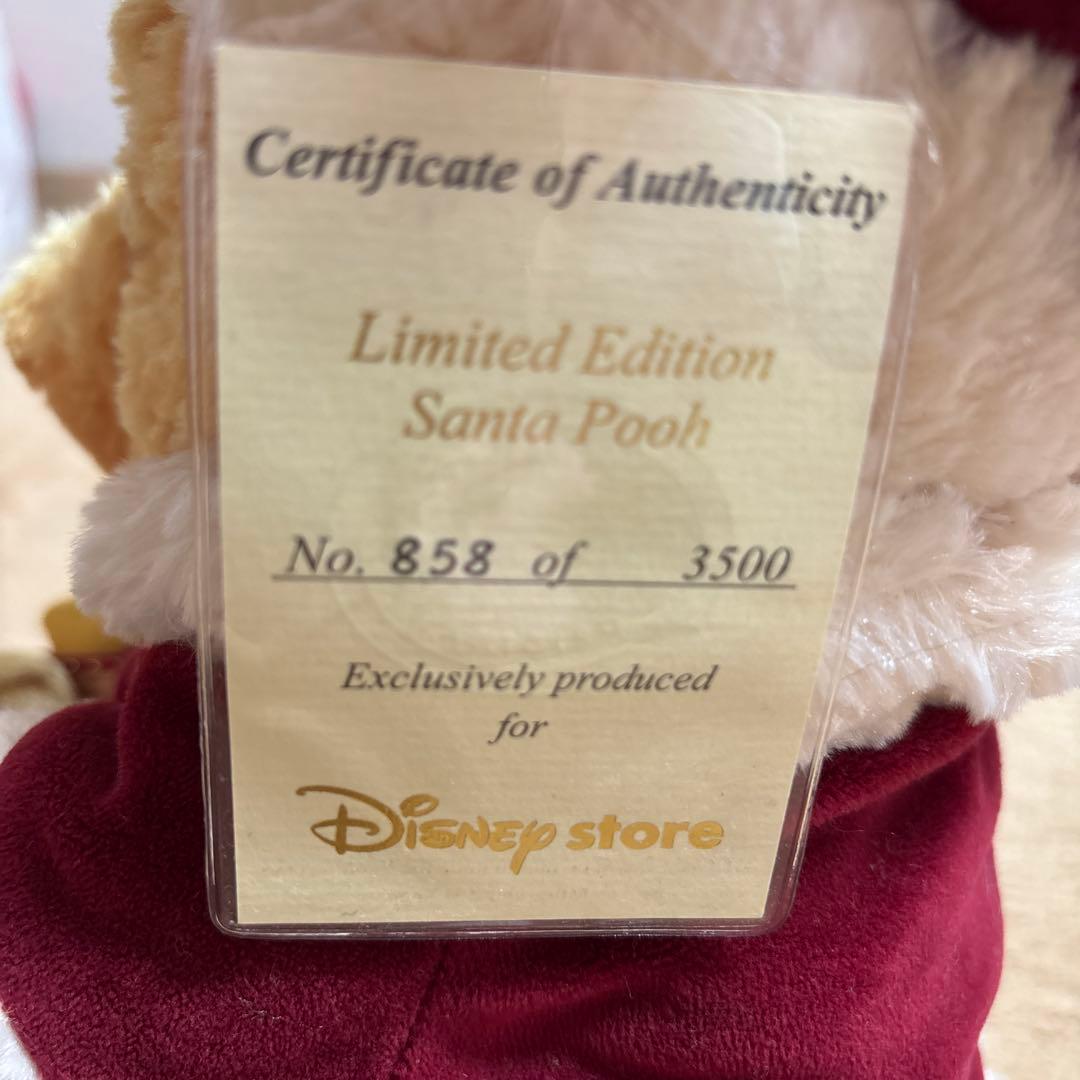 Certificate of Authenticity
Limited Edition
Santa Pooh
No. 858 of 3500
Exclusively produced
for
Disney store